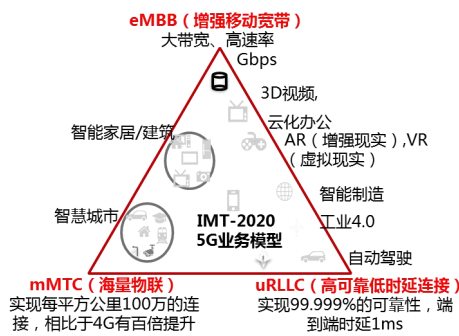 eMBB（增强移动宽带）
大带宽、高速率
Gbps
3D视频,
云化办公
AR（增强现实）,VR
（虚拟现实）
智能家居/建筑
智能制造
智慧城市
IMT-2020
5G业务模型
工业4.0
自动驾驶
mMTC（海量物联）
实现每平方公里100万的连
接，相比于4G有百倍提升
uRLLC（高可靠低时延连接）
实现99.999%的可靠性，端
到端时延1ms